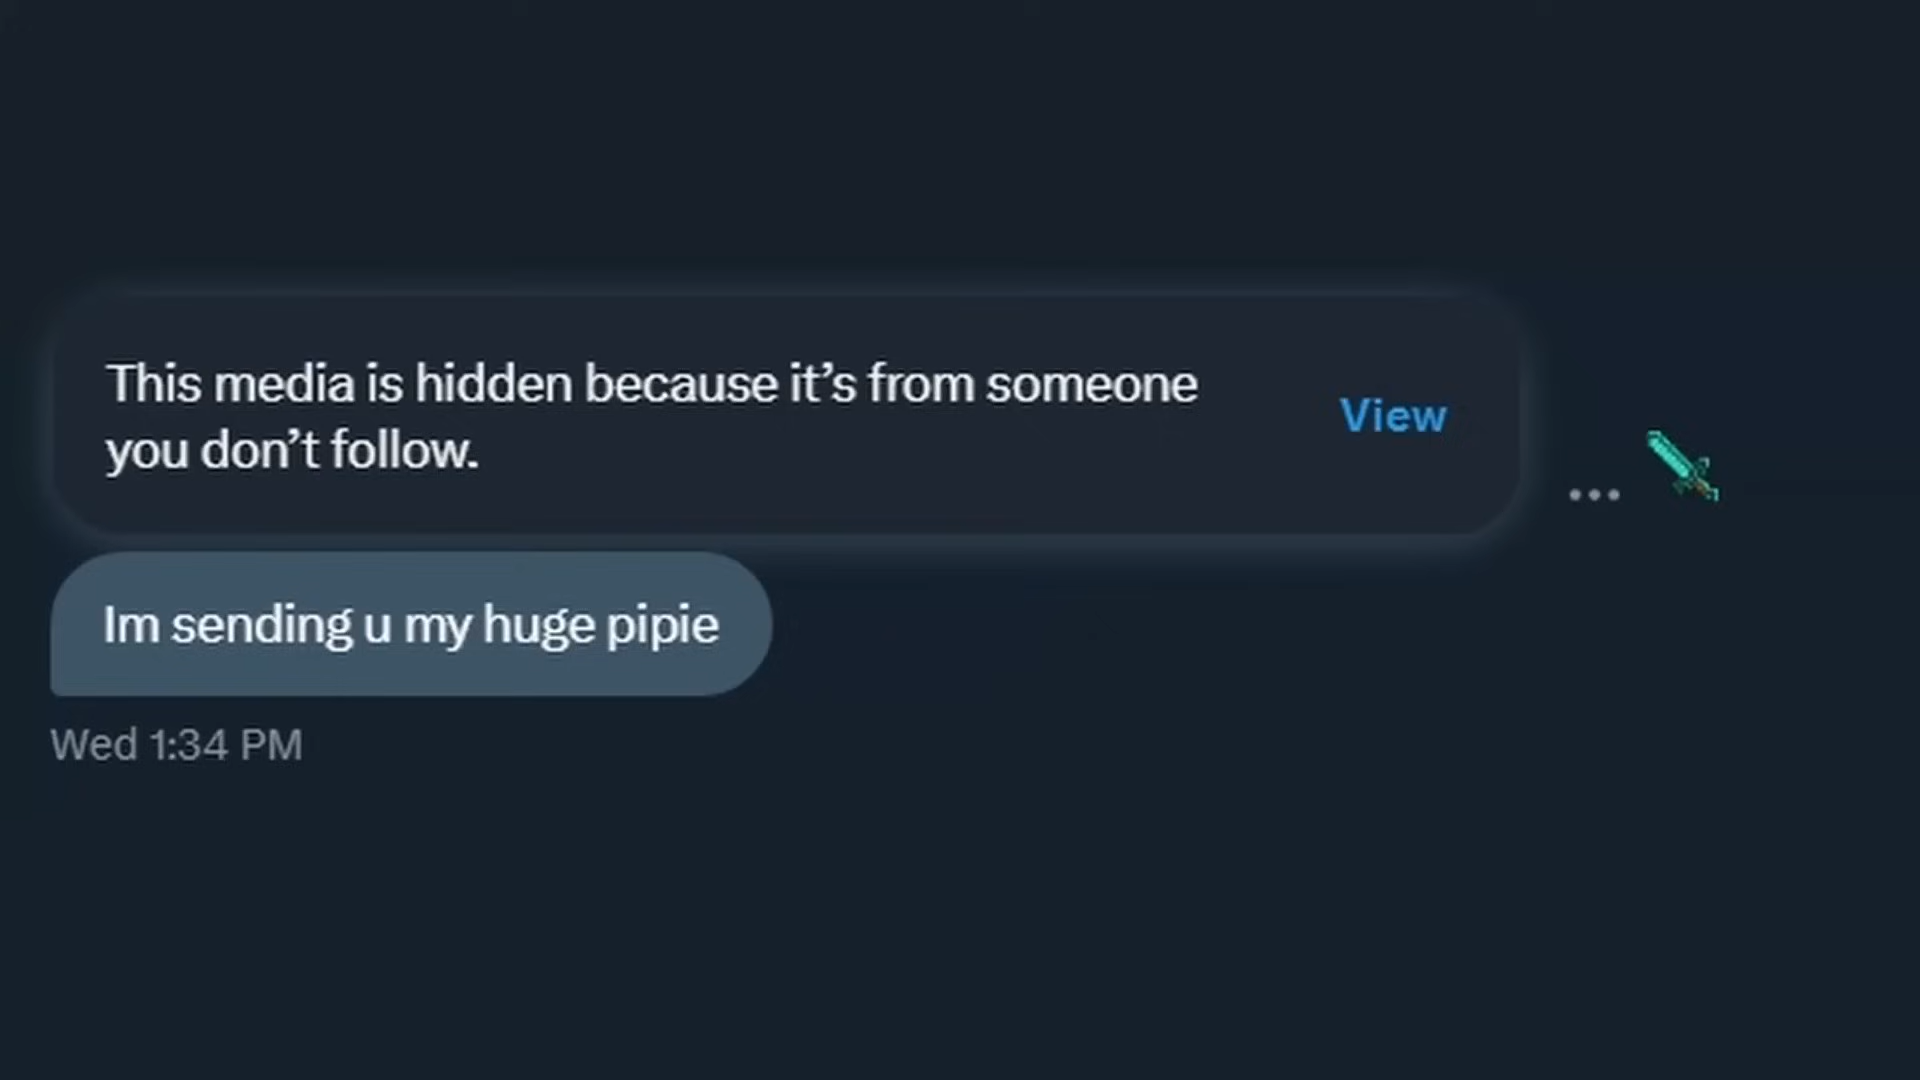 This media is hidden because it’s from someone
you don’t follow.
View
Im sending u my huge pipie
Wed 1:34 PM